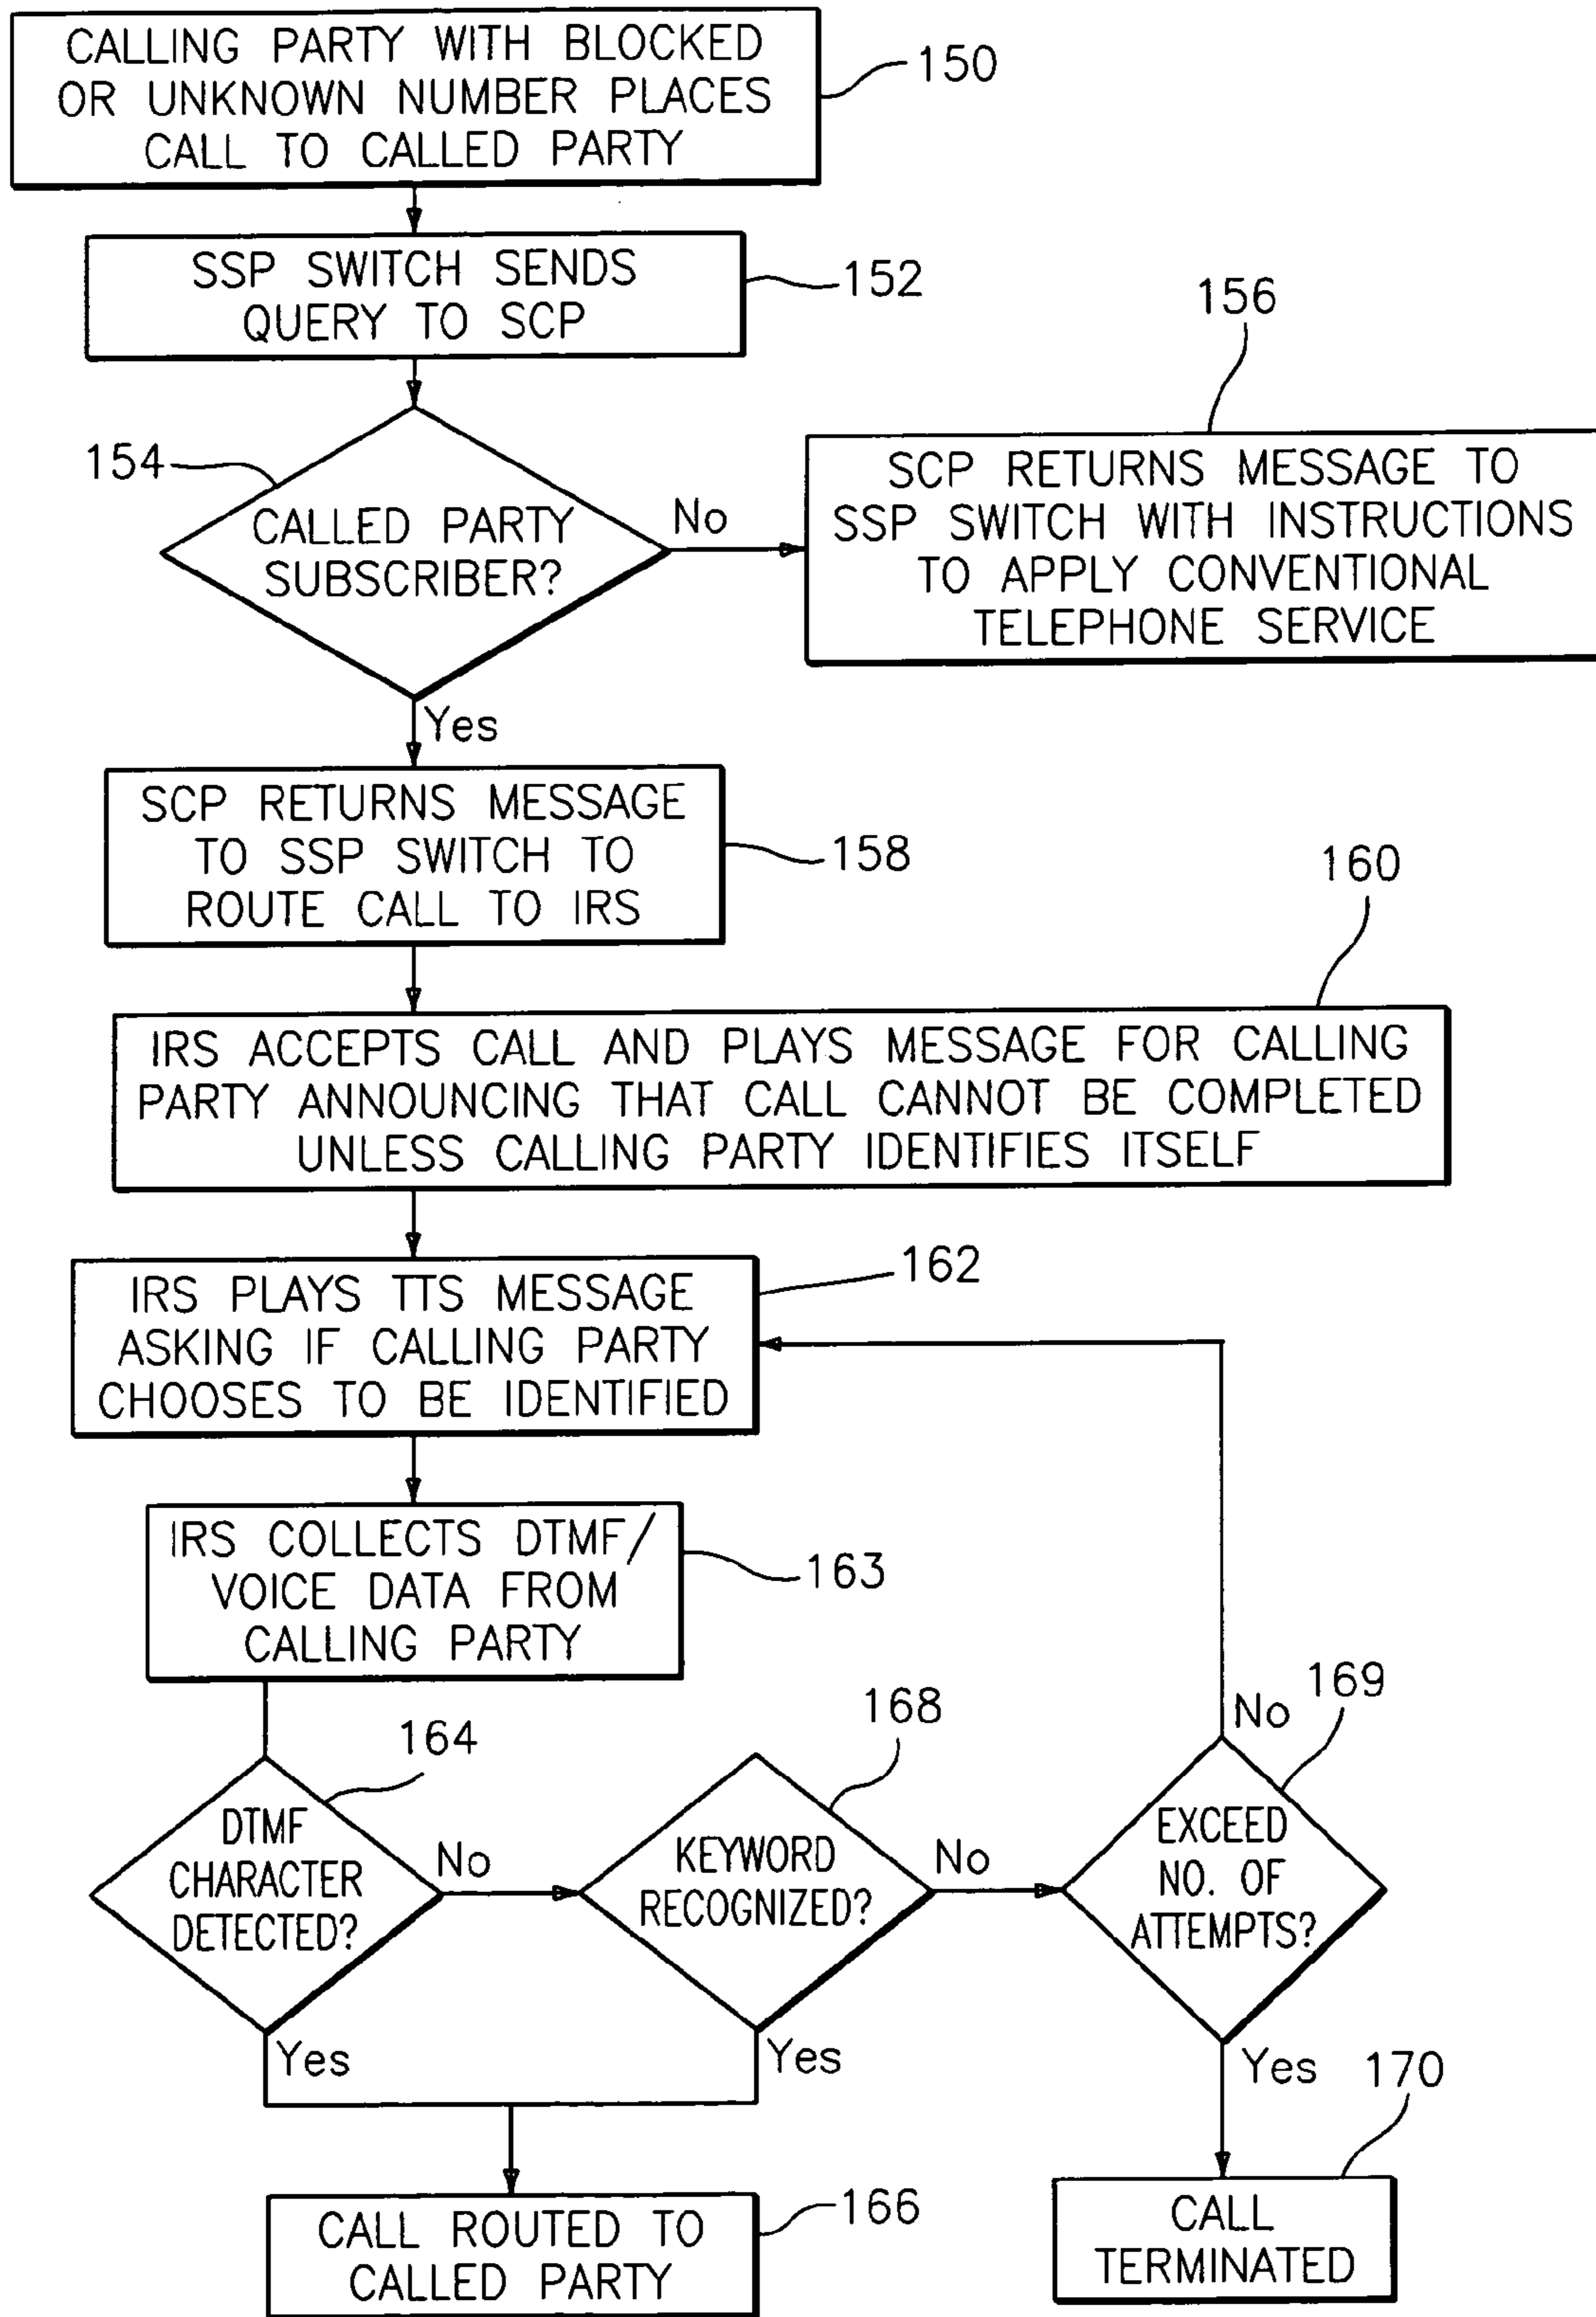 CALLING PARTY WITH BLOCKED
OR UNKNOWN NUMBER PLACES
CALL TO CALLED PARTY
150
SSP SWITCH SENDS
QUERY TO SCP
152
156
154
CALLED PARTY
SUBSCRIBER?
No
SCP RETURNS MESSAGE TO
SSP SWITCH WITH INSTRUCTIONS
TO APPLY CONVENTIONAL
TELEPHONE SERVICE
Yes
SCP RETURNS MESSAGE
TO SSP SWITCH TO
ROUTE CALL TO IRS
158
160
IRS ACCEPTS CALL AND PLAYS MESSAGE FOR CALLING
PARTY ANNOUNCING THAT CALL CANNOT BE COMPLETED
UNLESS CALLING PARTY IDENTIFIES ITSELF
IRS PLAYS TTS MESSAGE
ASKING IF CALLING PARTY
CHOOSES TO BE IDENTIFIED
162
IRS COLLECTS DTMF/
VOICE DATA FROM
CALLING PARTY
163
164
DTMF
CHARACTER
DETECTED?
No
168
KEYWORD
RECOGNIZED?
No
169
No
EXCEED
NO. OF
ATTEMPTS?
Yes
Yes
Yes
170
CALL ROUTED TO
CALLED PARTY
166
CALL
TERMINATED